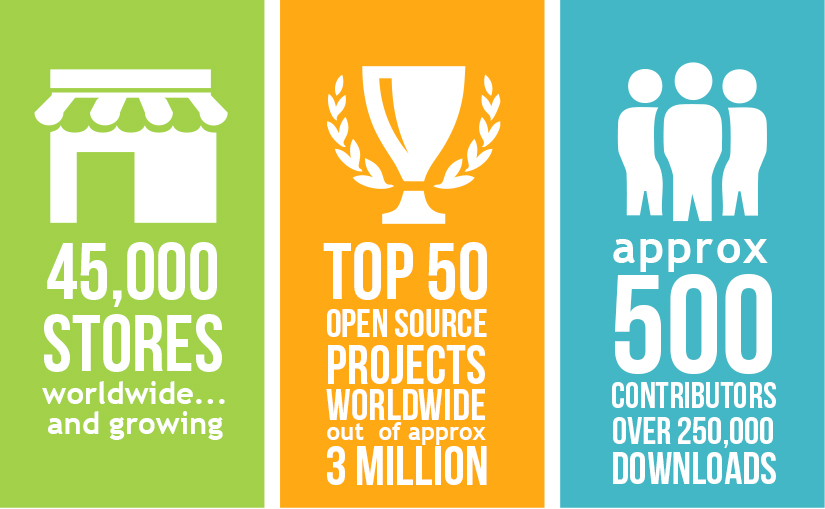 45,000
STORES
worldwide...
and growing
TOP 50
OPEN SOURCE
PROJECTS
WORLDWIDE
out of approx
3 MILLION
approx
500
CONTRIBUTORS
OVER 250,000
DOWNLOADS